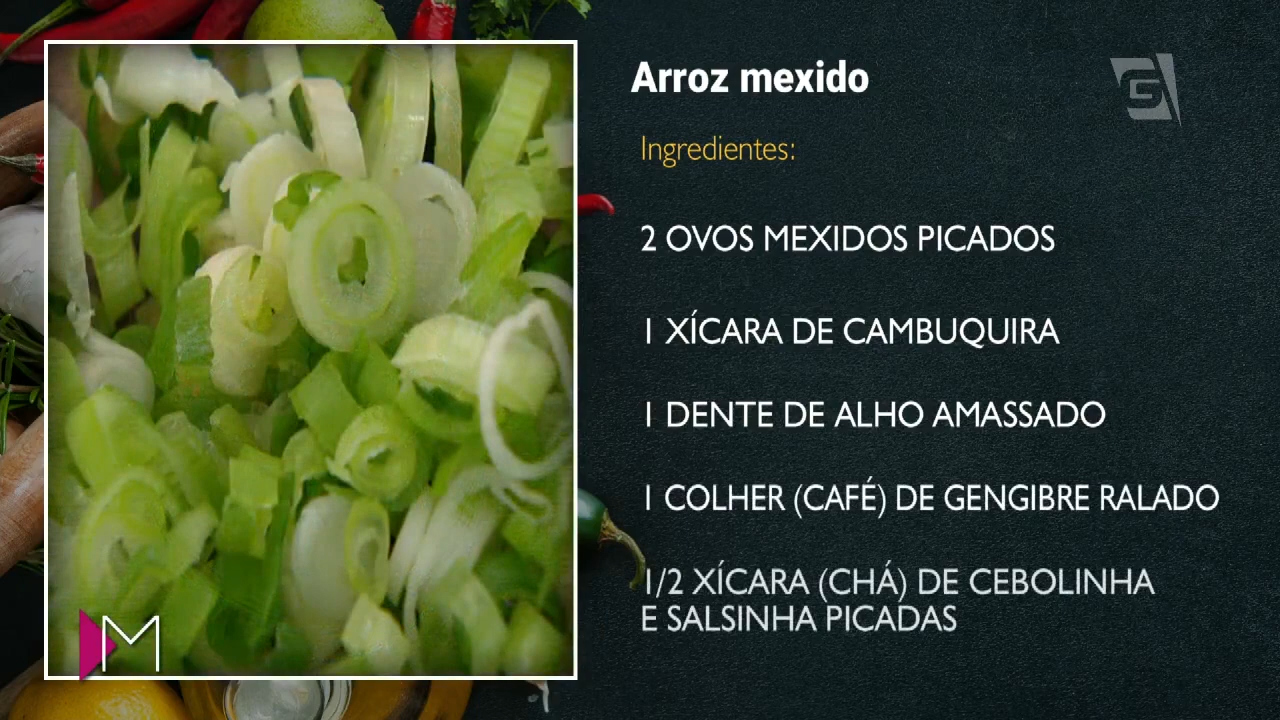 Arroz mexido
G
Ingredientes:
2 OVOS MEXIDOS PICADOS
1 XÍCARA DE CAMBUQUIRA
1 DENTE DE ALHO AMASSADO
1 COLHER (CAFÉ) DE GENGIBRE RALADO
1/2 XÍCARA (CHÁ) DE CEBOLINHA
E SALSINHA PICADAS
M